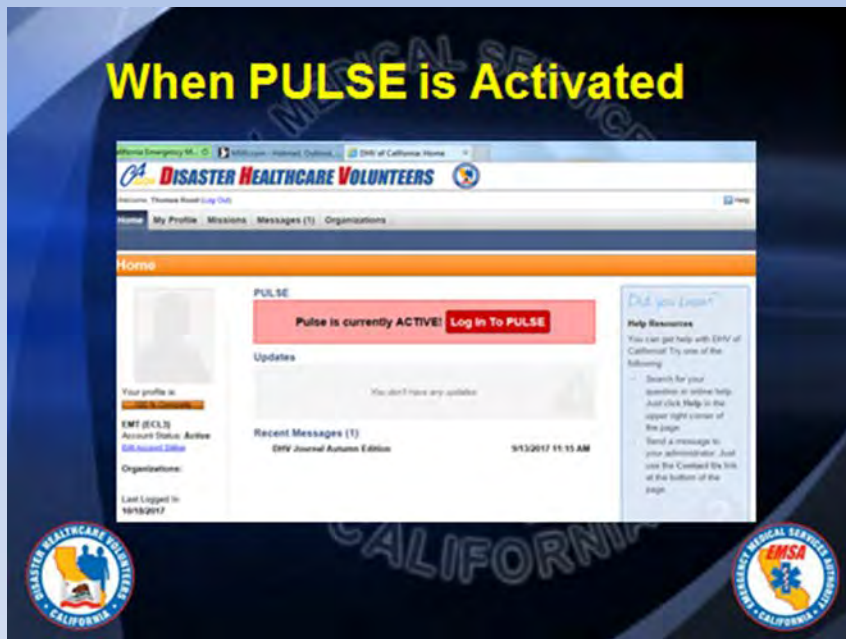 When PULSE is Activated
DISASTER HEALTHCARE VOLUNTEERS
Help
Home My Profile Missions Messages (1) Organizations
Home
PULSE
Pulse is currently ACTIVE! Log In To PULSE
Updates
You don't have any updates
Recent Messages (1)
DHV Journal Autumn Edition 9/13/2017 11:15 AM
Your profile is
EMT (ECL3)
Account Status: Active
Organizations:
Last Logged In
10/18/2017
Did you know?
Help Resources
You can get help with DHV of
California! Try one of the
following
Search for your
question in online help.
Just click Help in the
upper right corner of
the page.
Send a message to
your administrator. Just
use the Contact Us link
at the bottom of the
page.
CALIFORNIA
DISASTER HEALTHCARE VOLUNTEERS
CALIFORNIA
EMERGENCY MEDICAL SERVICES AUTHORITY
EMSA
CALIFORNIA